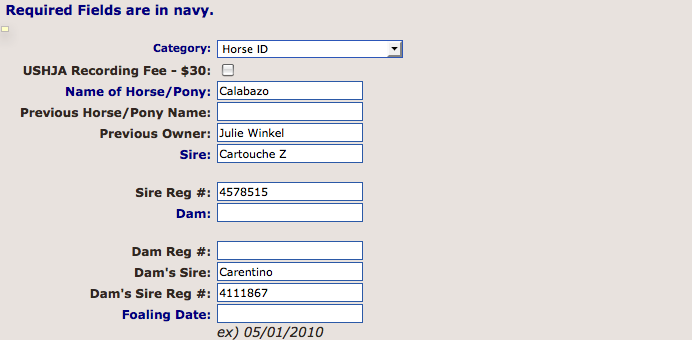 Required Fields are in navy.
Category: Horse ID
USHJA Recording Fee - $30:
Name of Horse/Pony: Calabazo
Previous Horse/Pony Name:
Previous Owner: Julie Winkel
Sire: Cartouche Z
Sire Reg #: 4578515
Dam:
Dam Reg #:
Dam's Sire: Carentino
Dam's Sire Reg #: 4111867
Foaling Date:
ex) 05/01/2010